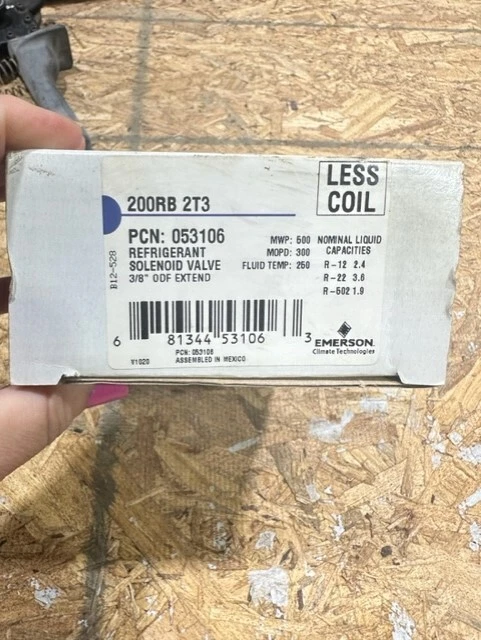 LESS
COIL
200RB 2T3
PCN: 053106
REFRIGERANT
SOLENOID VALVE
3/8" ODF EXTEND
MWP: 500
MOPD: 300
FLUID TEMP: 250
NOMINAL LIQUID
CAPACITIES
R-12 2.4
R-22 3.6
R-502 1.9
B12-528
6 81344 53106 3
PCN: 053106
V1020 ASSEMBLED IN MEXICO
EMERSON
Climate Technologies